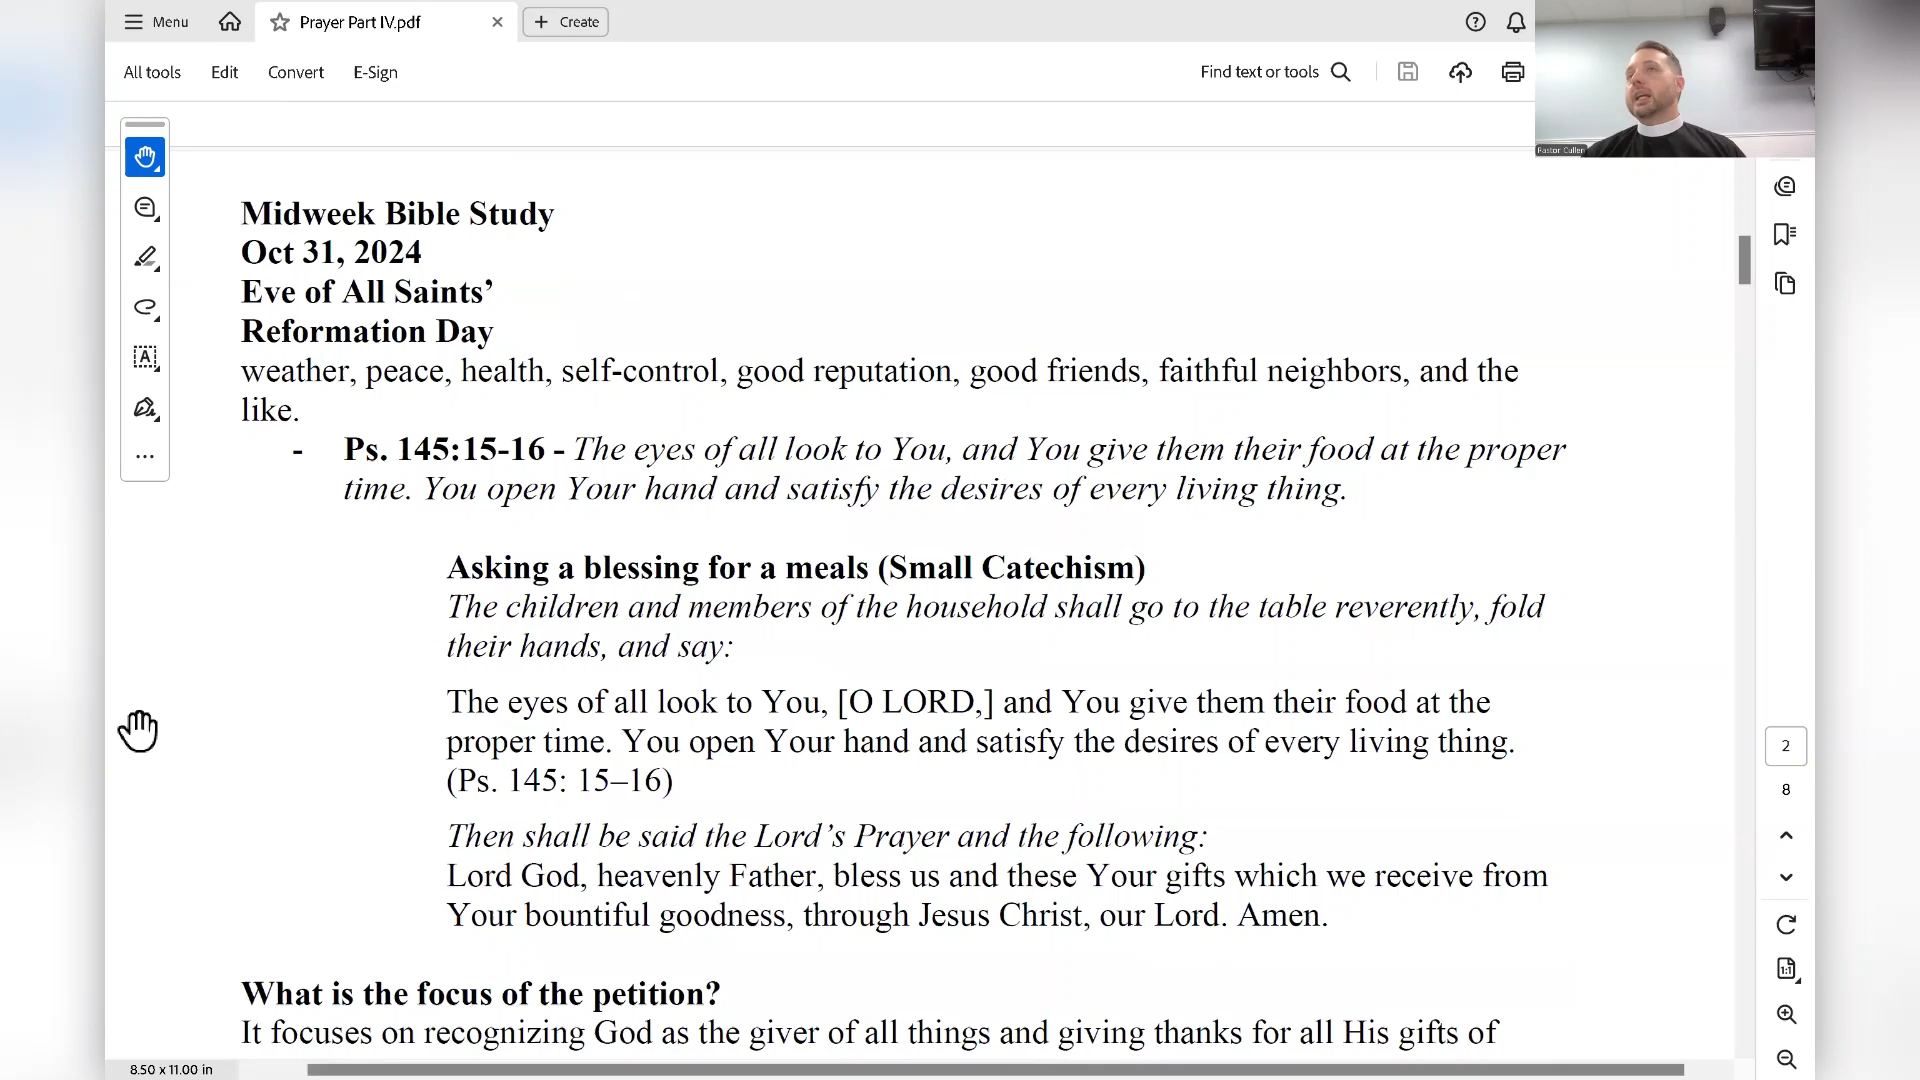 Menu
Prayer Part IV.pdf
Create
All tools
Edit
Convert
E-Sign
Find text or tools
Pastor Cullen
Midweek Bible Study
Oct 31, 2024
Eve of All Saints’
Reformation Day
weather, peace, health, self-control, good reputation, good friends, faithful neighbors, and the
like.
- Ps. 145:15-16 - The eyes of all look to You, and You give them their food at the proper
time. You open Your hand and satisfy the desires of every living thing.
Asking a blessing for a meals (Small Catechism)
The children and members of the household shall go to the table reverently, fold
their hands, and say:
The eyes of all look to You, [O LORD,] and You give them their food at the
proper time. You open Your hand and satisfy the desires of every living thing.
(Ps. 145: 15–16)
Then shall be said the Lord’s Prayer and the following:
Lord God, heavenly Father, bless us and these Your gifts which we receive from
Your bountiful goodness, through Jesus Christ, our Lord. Amen.
What is the focus of the petition?
It focuses on recognizing God as the giver of all things and giving thanks for all His gifts of
2
8
8.50 x 11.00 in